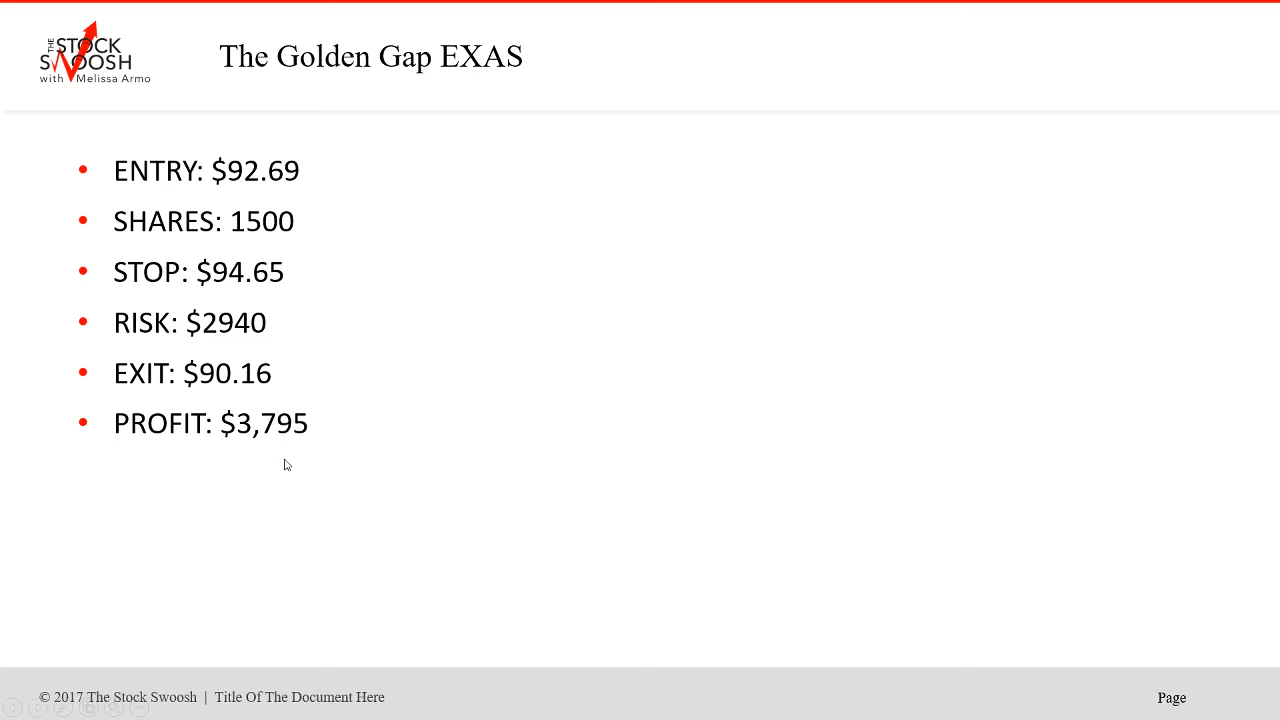 THE STOCK
SWOOSH
with Melissa Armo
The Golden Gap EXAS
• ENTRY: $92.69
• SHARES: 1500
• STOP: $94.65
• RISK: $2940
• EXIT: $90.16
• PROFIT: $3,795
© 2017 The Stock Swoosh | Title Of The Document Here
Page